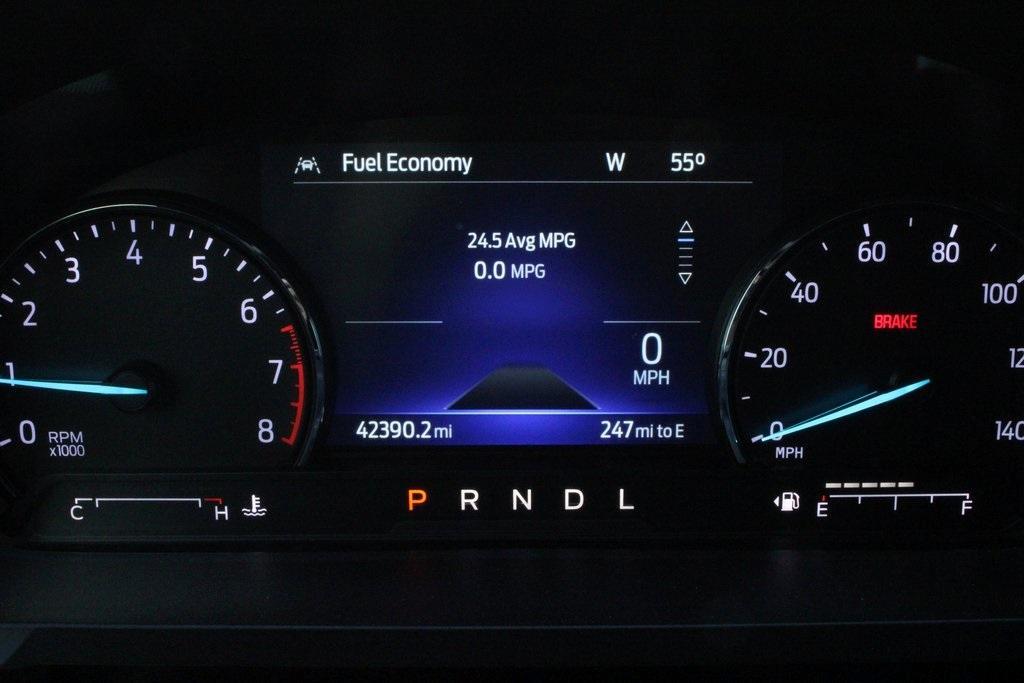 Fuel Economy W 55°
24.5 Avg MPG
0.0 MPG
0
MPH
42390.2 mi 247 mi to E
0 1 2 3 4 5 6 7 8
RPM
x1000
0 20 40 60 80 100 12 140
BRAKE
MPH
C H
P R N D L
E F